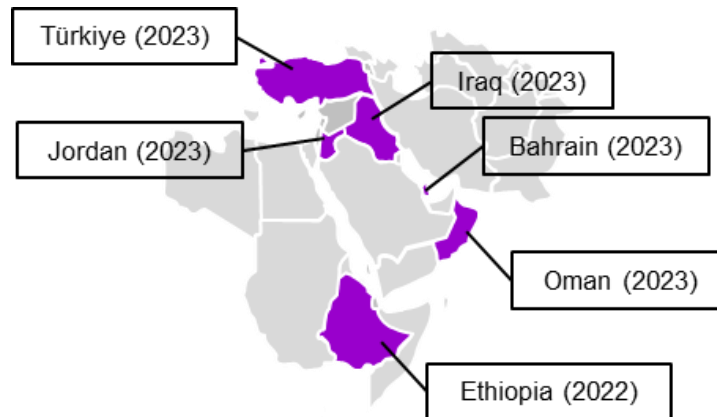 Türkiye (2023)
Iraq (2023)
Jordan (2023)
Bahrain (2023)
Oman (2023)
Ethiopia (2022)